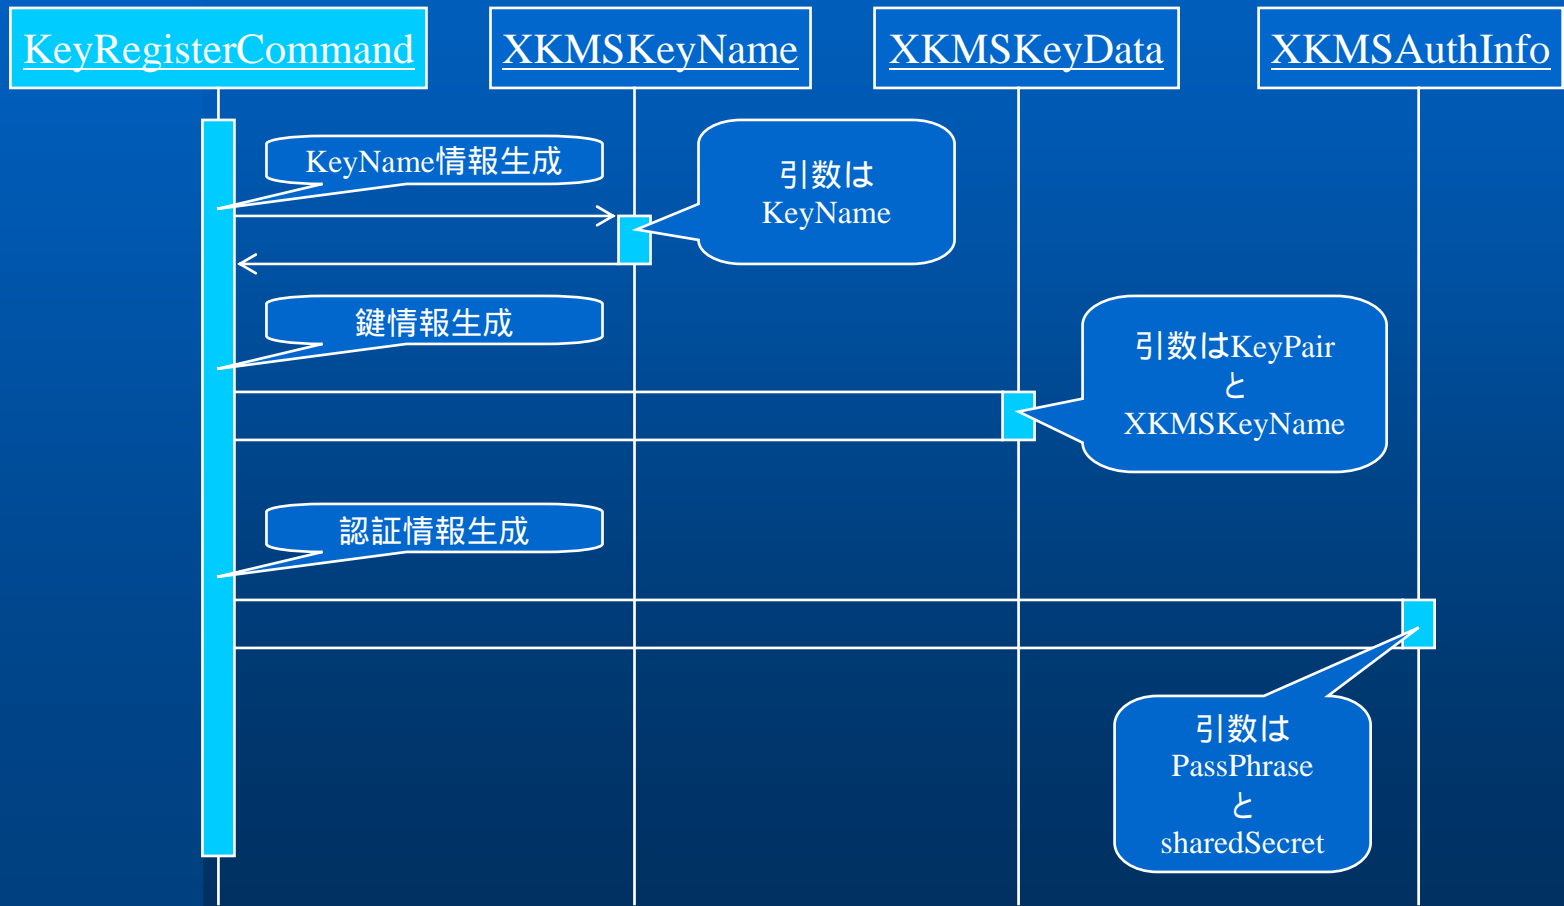 KeyRegisterCommand
XKMSKeyName
XKMSKeyData
XKMSAuthInfo
KeyName情報生成
引数は
KeyName
鍵情報生成
引数はKeyPair
と
XKMSKeyName
認証情報生成
引数は
PassPhrase
と
sharedSecret